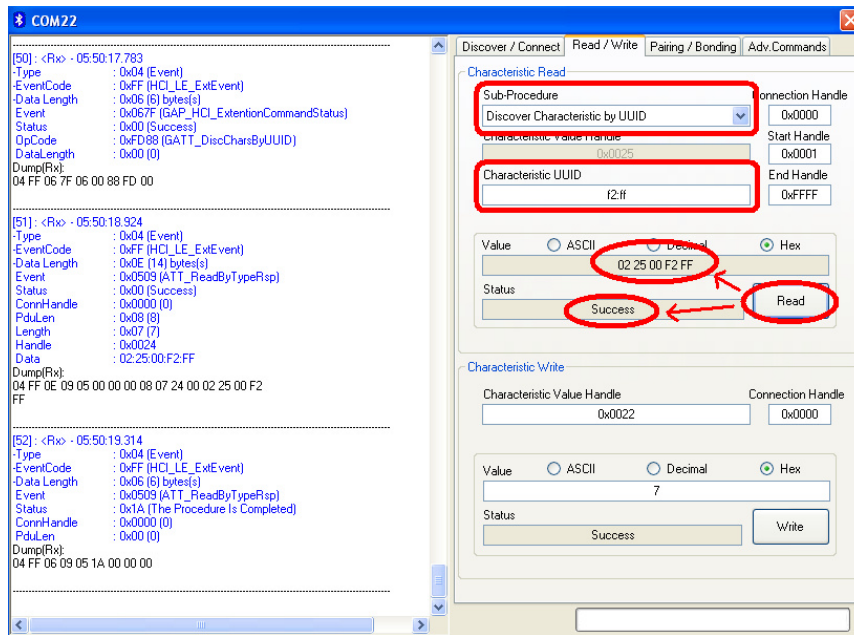 COM22
[50] : <Rx> - 05:50:17.783
-Type : 0x04 (Event)
-EventCode : 0xFF (HCI_LE_ExtEvent)
-Data Length : 0x06 (6) bytes(s)
Event : 0x067F (GAP_HCI_ExtentionCommandStatus)
Status : 0x00 (Success)
OpCode : 0xFD88 (GATT_DiscCharsByUUID)
DataLength : 0x00 (0)
Dump(Rx):
04 FF 06 7F 06 00 88 FD 00
[51] : <Rx> - 05:50:18.924
-Type : 0x04 (Event)
-EventCode : 0xFF (HCI_LE_ExtEvent)
-Data Length : 0x0E (14) bytes(s)
Event : 0x0509 (ATT_ReadByTypeRsp)
Status : 0x00 (Success)
ConnHandle : 0x0000 (0)
PduLen : 0x08 (8)
Length : 0x07 (7)
Handle : 0x0024
Data : 02:25:00:F2:FF
Dump(Rx):
04 FF 0E 09 05 00 00 00 08 07 24 00 02 25 00 F2
FF
[52] : <Rx> - 05:50:19.314
-Type : 0x04 (Event)
-EventCode : 0xFF (HCI_LE_ExtEvent)
-Data Length : 0x06 (6) bytes(s)
Event : 0x0509 (ATT_ReadByTypeRsp)
Status : 0x1A (The Procedure Is Completed)
ConnHandle : 0x0000 (0)
PduLen : 0x00 (0)
Dump(Rx):
04 FF 06 09 05 1A 00 00 00
Discover / Connect Read / Write Pairing / Bonding Adv.Commands
Characteristic Read
Sub-Procedure Connection Handle
Discover Characteristic by UUID 0x0000
Characteristic Value Handle Start Handle
0x0025 0x0001
Characteristic UUID End Handle
f2:ff 0xFFFF
Value ASCII Decimal Hex
02 25 00 F2 FF
Status
Success Read
Characteristic Write
Characteristic Value Handle Connection Handle
0x0022 0x0000
Value ASCII Decimal Hex
7
Status
Success Write